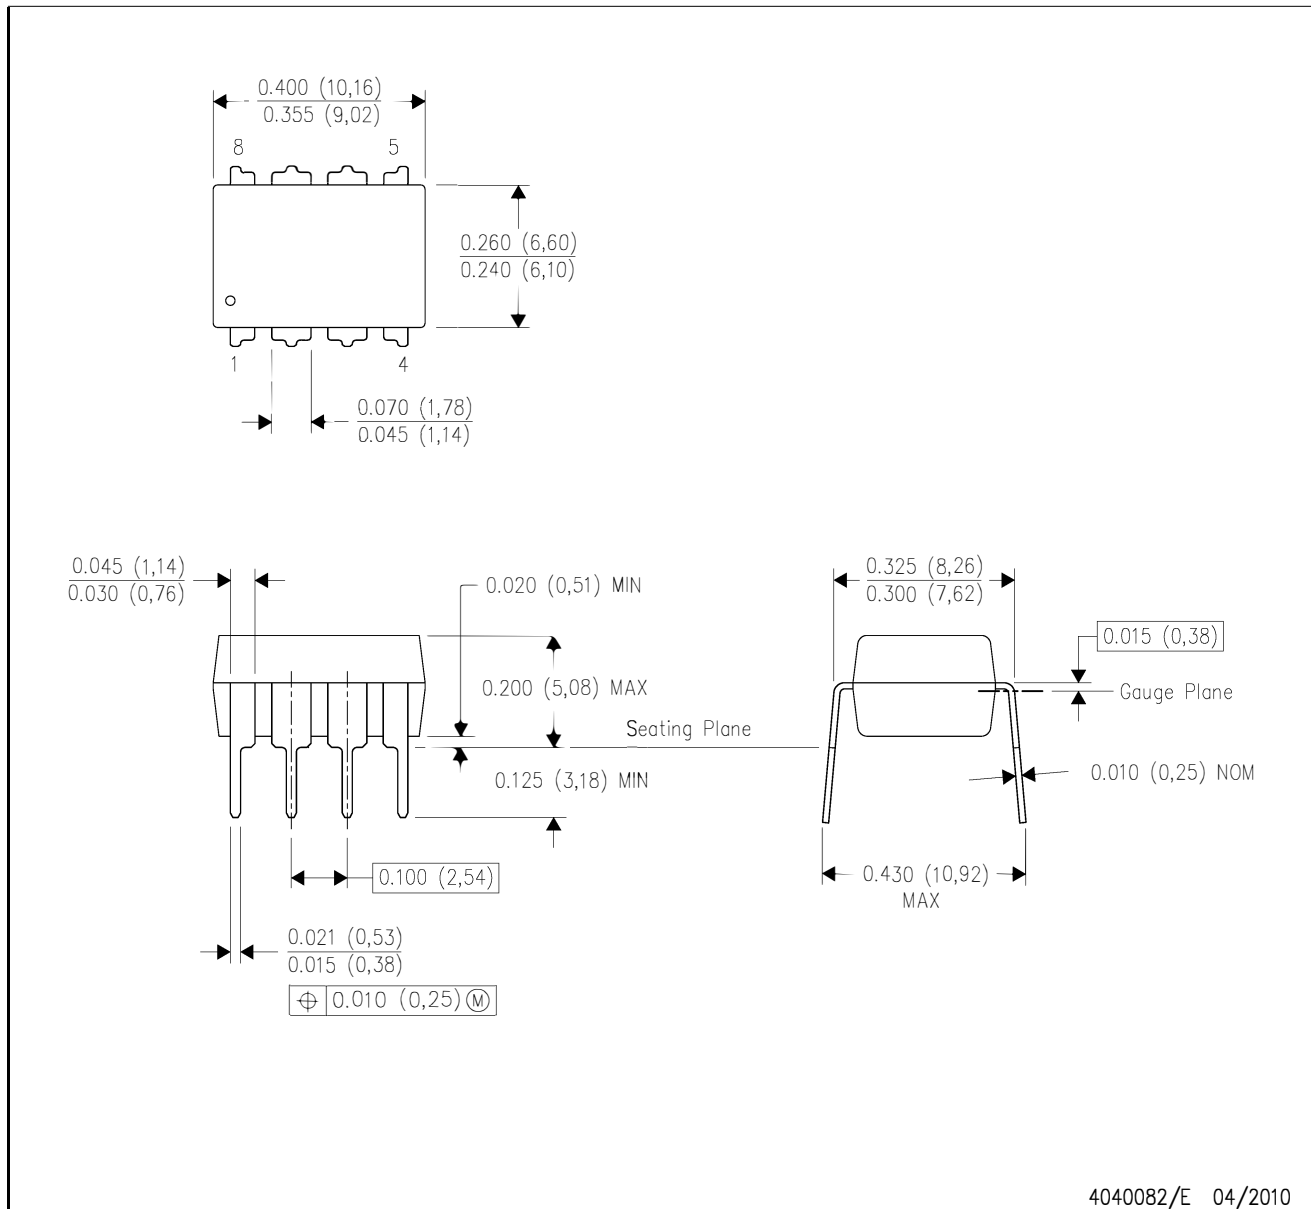 0.400 (10,16)
0.355 (9,02)
8
5
0.260 (6,60)
0.240 (6,10)
1
4
0.070 (1,78)
0.045 (1,14)
0.045 (1,14)
0.030 (0,76)
0.020 (0,51) MIN
0.325 (8,26)
0.300 (7,62)
0.015 (0,38)
0.200 (5,08) MAX
Gauge Plane
Seating Plane
0.125 (3,18) MIN
0.010 (0,25) NOM
0.100 (2,54)
0.430 (10,92)
MAX
0.021 (0,53)
0.015 (0,38)
⌖ 0.010 (0,25) Ⓜ
4040082/E 04/2010